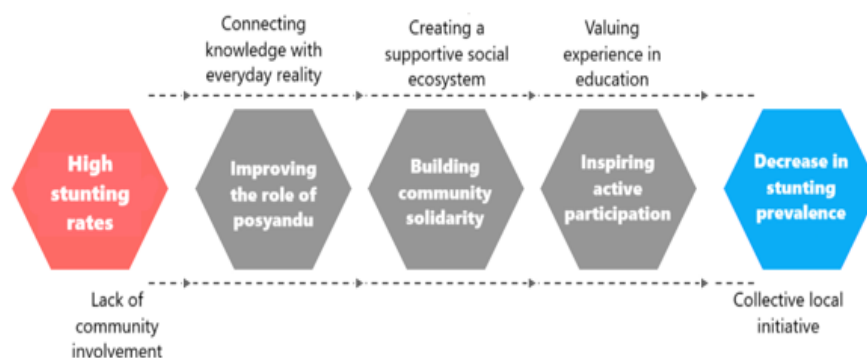 Connecting
knowledge with
everyday reality
Creating a
supportive social
ecosystem
Valuing
experience in
education
High
stunting
rates
Improving
the role of
posyandu
Building
community
solidarity
Inspiring
active
participation
Decrease in
stunting
prevalence
Lack of
community
involvement
Collective local
initiative